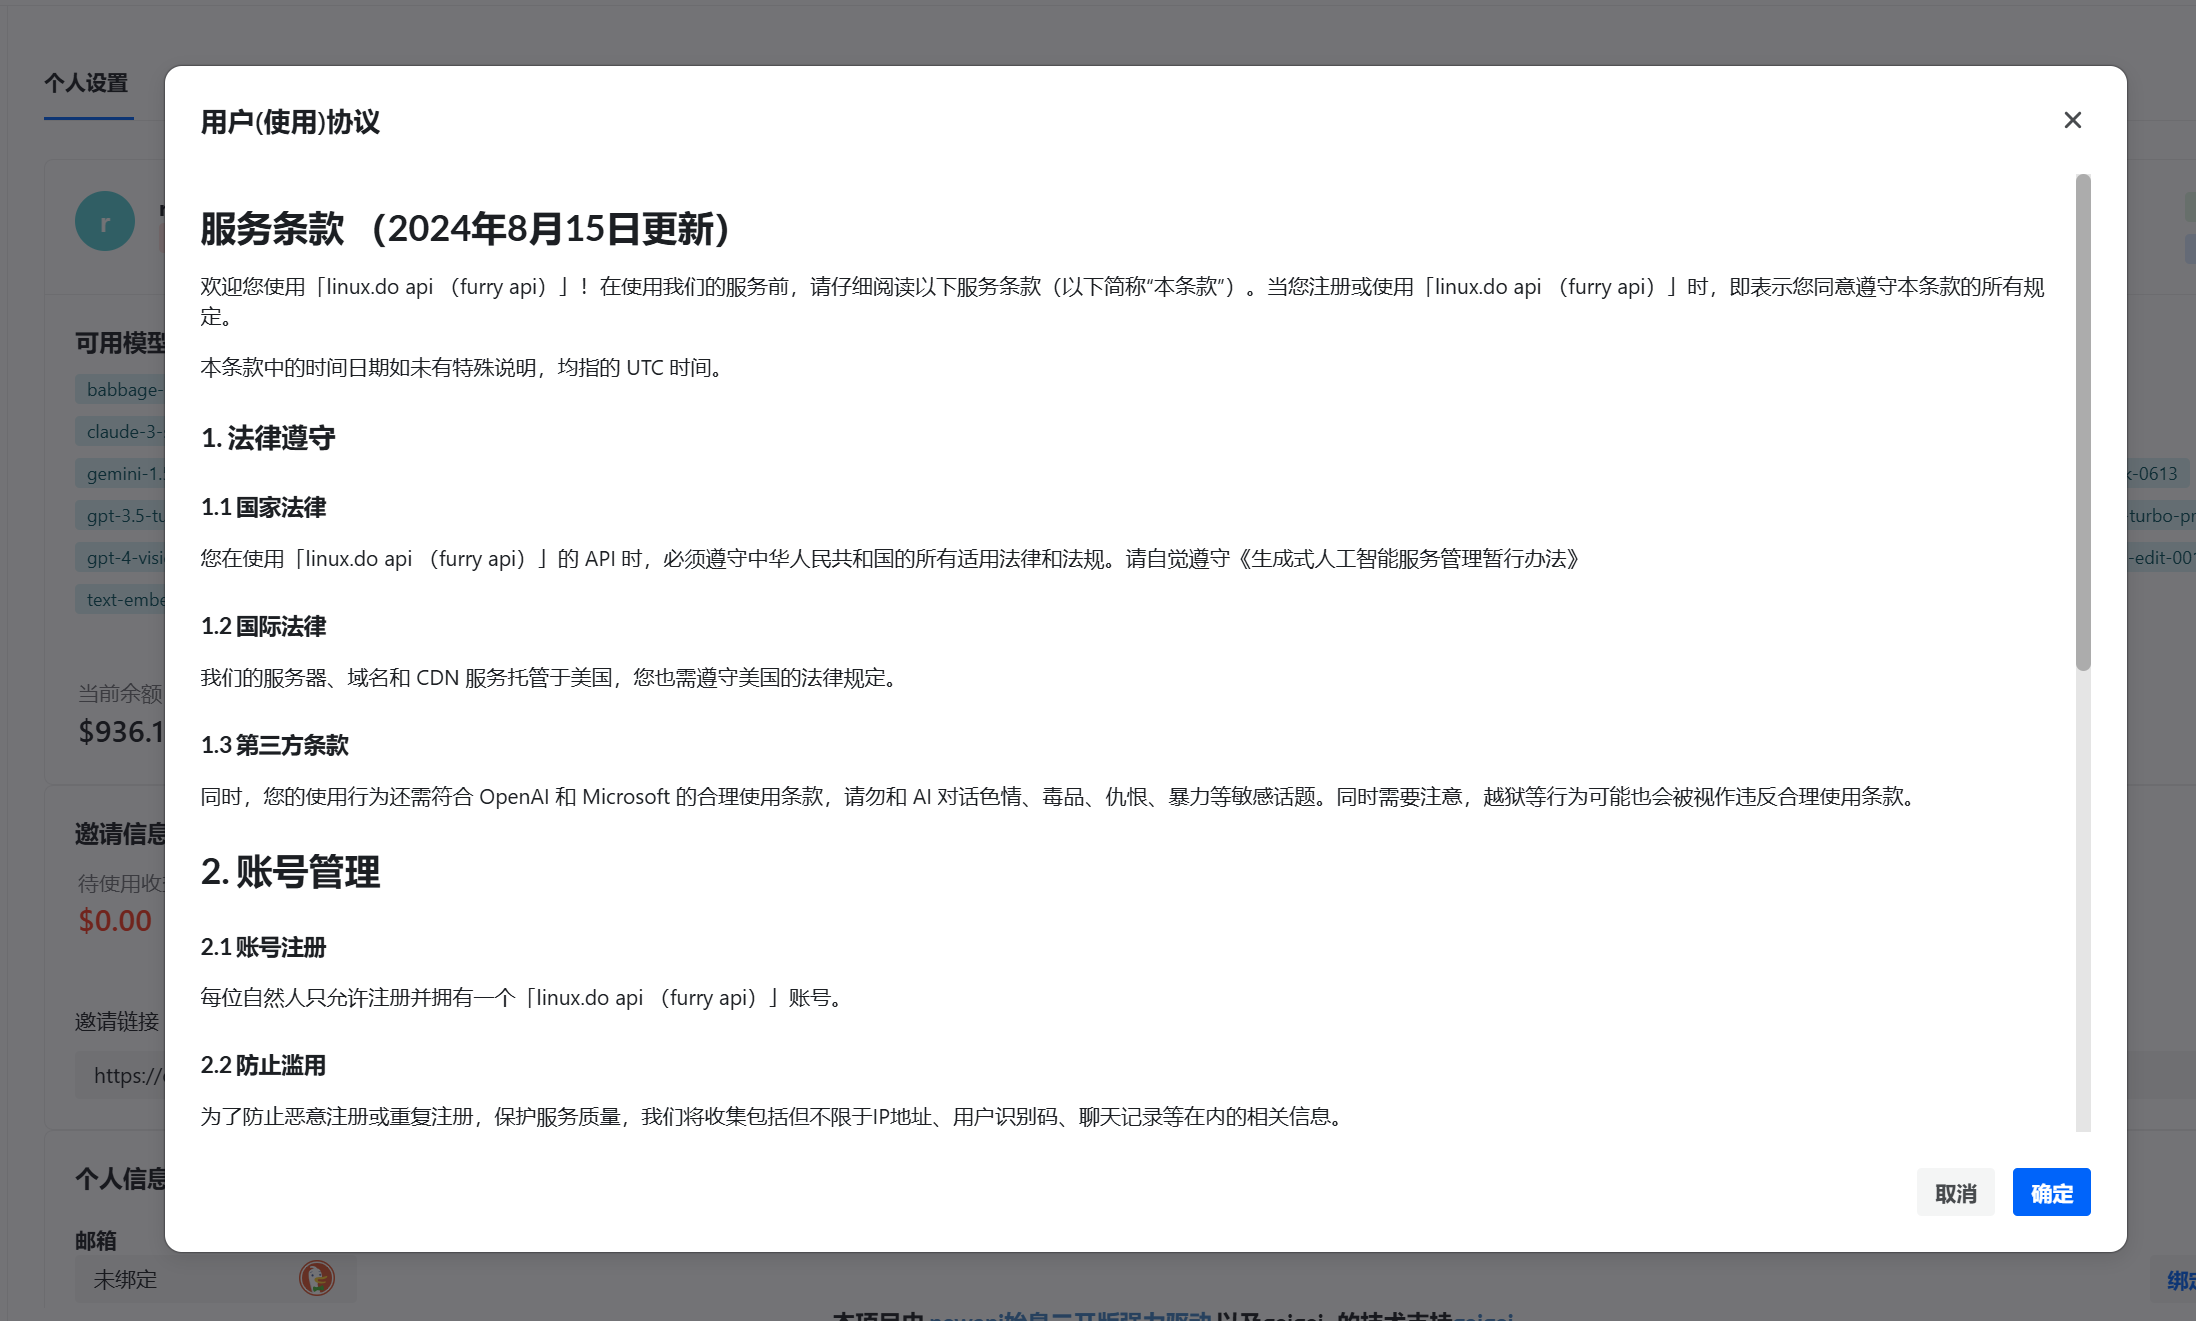 个人设置
用户(使用)协议
r
服务条款 （2024年8月15日更新）
欢迎您使用「linux.do api （furry api）」！在使用我们的服务前，请仔细阅读以下服务条款（以下简称“本条款”）。当您注册或使用「linux.do api （furry api）」时，即表示您同意遵守本条款的所有规
定。
可用模型
本条款中的时间日期如未有特殊说明，均指的 UTC 时间。
babbage-
claude-3-
1. 法律遵守
gemini-1.5
k-0613
1.1 国家法律
gpt-3.5-tu
turbo-pr
您在使用「linux.do api （furry api）」的 API 时，必须遵守中华人民共和国的所有适用法律和法规。请自觉遵守《生成式人工智能服务管理暂行办法》
gpt-4-visi
-edit-001
text-embe
1.2 国际法律
我们的服务器、域名和 CDN 服务托管于美国，您也需遵守美国的法律规定。
当前余额
$936.1
1.3 第三方条款
同时，您的使用行为还需符合 OpenAI 和 Microsoft 的合理使用条款，请勿和 AI 对话色情、毒品、仇恨、暴力等敏感话题。同时需要注意，越狱等行为可能也会被视作违反合理使用条款。
邀请信息
2. 账号管理
待使用收
$0.00
2.1 账号注册
每位自然人只允许注册并拥有一个「linux.do api （furry api）」账号。
邀请链接
2.2 防止滥用
https://
为了防止恶意注册或重复注册，保护服务质量，我们将收集包括但不限于IP地址、用户识别码、聊天记录等在内的相关信息。
个人信息
取消
确定
邮箱
未绑定
绑定